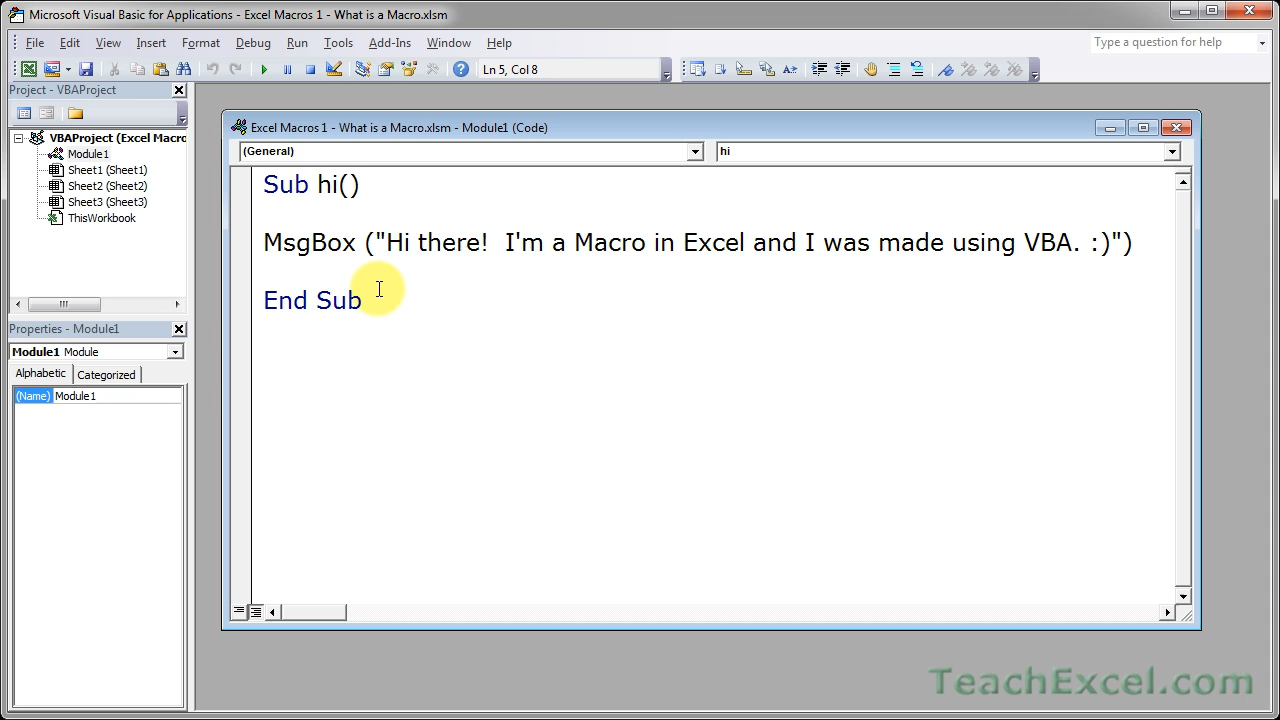 Microsoft Visual Basic for Applications - Excel Macros 1 - What is a Macro.xlsm
File Edit View Insert Format Debug Run Tools Add-Ins Window Help
Type a question for help
Ln 5, Col 8
Project - VBAProject
VBAProject (Excel Macro
Module1
Sheet1 (Sheet1)
Sheet2 (Sheet2)
Sheet3 (Sheet3)
ThisWorkbook
Properties - Module1
Module1 Module
Alphabetic Categorized
(Name) Module1
Excel Macros 1 - What is a Macro.xlsm - Module1 (Code)
(General) hi
Sub hi()
MsgBox ("Hi there!  I'm a Macro in Excel and I was made using VBA. :)")
End Sub
TeachExcel.com